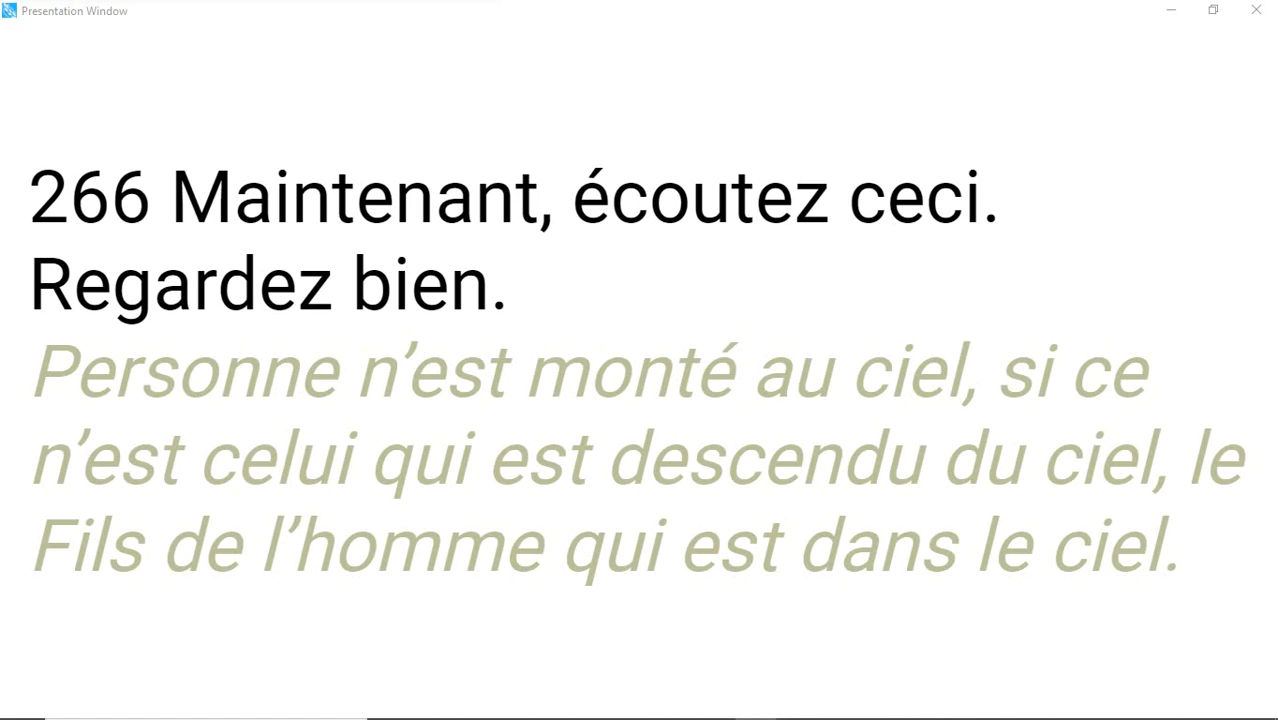 Presentation Window
266 Maintenant, écoutez ceci.
Regardez bien.
Personne n’est monté au ciel, si ce
n’est celui qui est descendu du ciel, le
Fils de l’homme qui est dans le ciel.